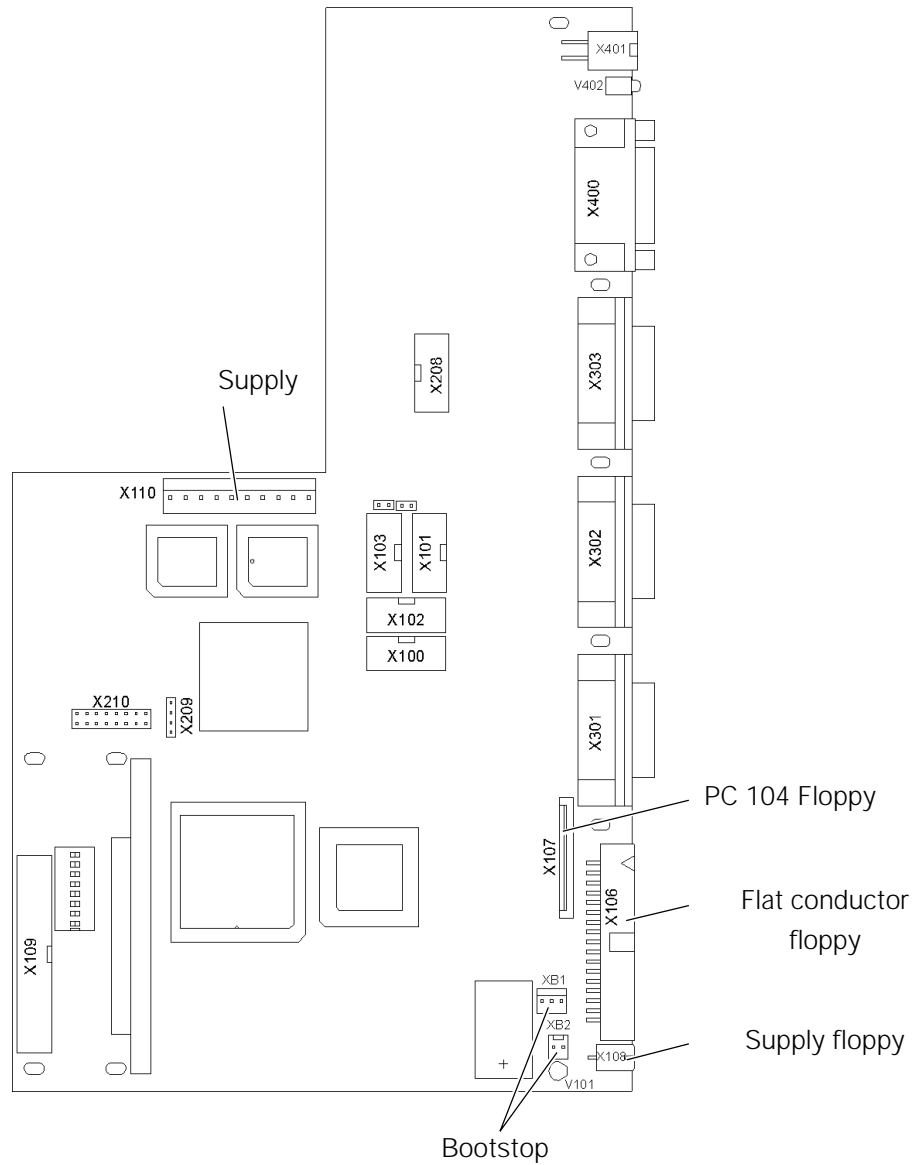 X401
V402
X400
X303
X208
Supply
X110
X103
X101
X302
X102
X100
X210
X209
X301
PC 104 Floppy
X107
X106
Flat conductor
floppy
X109
XB1
XB2
X108
Supply floppy
+
V101
Bootstop